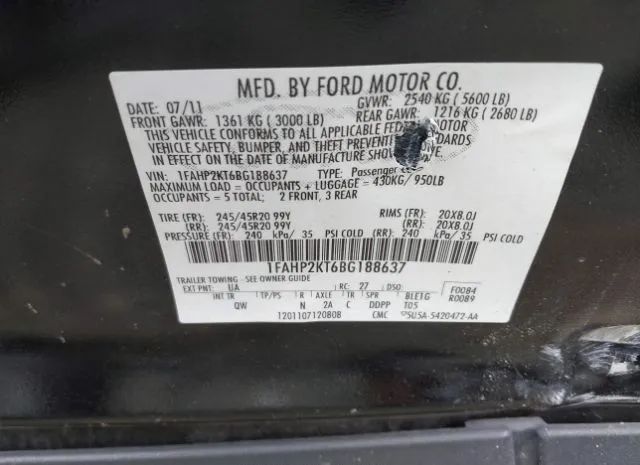 MFD. BY FORD MOTOR CO.
DATE: 07/11 GVWR: 2540 KG ( 5600 LB)
FRONT GAWR: 1361 KG ( 3000 LB) REAR GAWR: 1216 KG ( 2680 LB)
THIS VEHICLE CONFORMS TO ALL APPLICABLE MOTOR
VEHICLE SAFETY, BUMPER, AND THEFT PREVENTION
IN EFFECT ON THE DATE OF MANUFACTURE SHOWN
VIN: 1FAHP2KT6BG188637 TYPE: Passenger
MAXIMUM LOAD = OCCUPANTS + LUGGAGE = 430KG/ 950LB
OCCUPANTS = 5 TOTAL: 2 FRONT, 3 REAR
TIRE (FR): 245/45R20 99Y RIMS (FR): 20X8.0J
(RR): 245/45R20 99Y (RR): 20X8.0J
PRESSURE (FR): 240 kPa/ 35 PSI COLD (RR): 240 kPa/ 35 PSI COLD
1FAHP2KT6BG188637
TRAILER TOWING - SEE OWNER GUIDE
EXT PNT: UA RC: 27 DSO: F0084
INT TR TP/PS R AXLE TR SPR BLE1G R0089
QW N 2A C DDPP T05
12011071120808 CMC 5U5A-5420472-AA